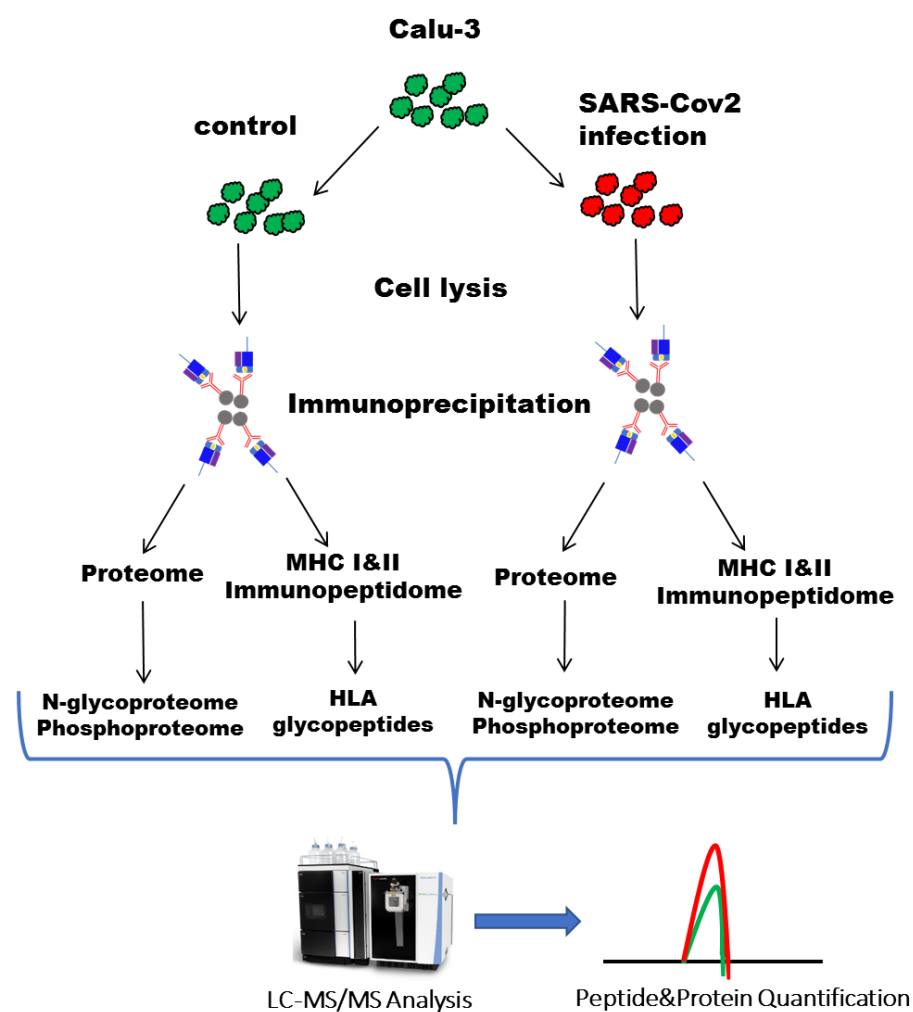 Calu-3
control
SARS-Cov2
infection
Cell lysis
Immunoprecipitation
Proteome
MHC I&II
Immunopeptidome
Proteome
MHC I&II
Immunopeptidome
N-glycoproteome
Phosphoproteome
HLA
glycopeptides
N-glycoproteome
Phosphoproteome
HLA
glycopeptides
LC-MS/MS Analysis
Peptide&Protein Quantification